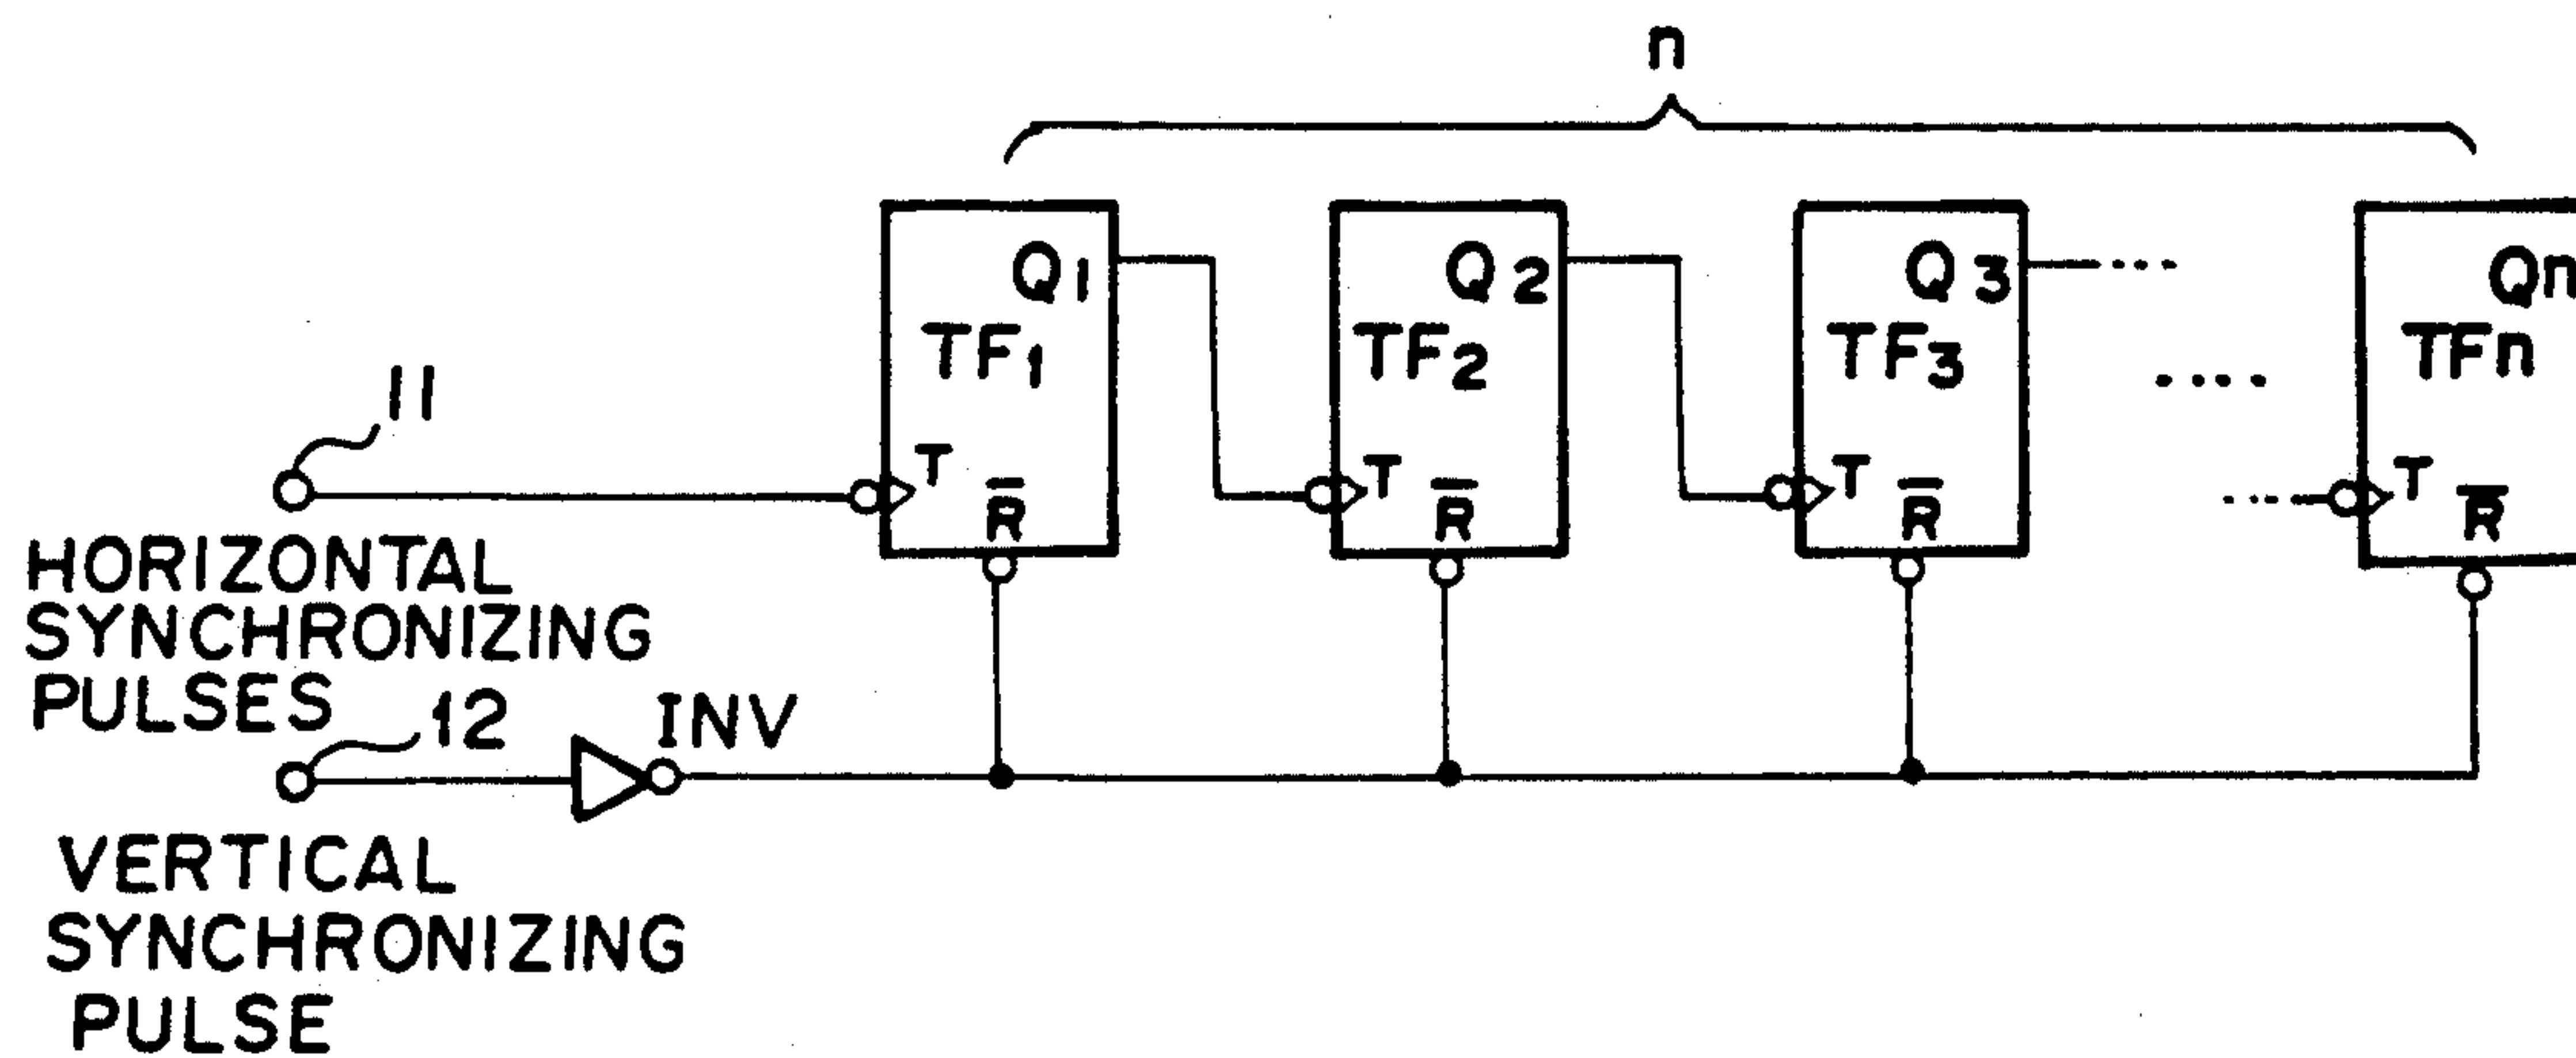 n
Q1
Q2
Q3
Qn
TF1
TF2
TF3
TFn
....
11
T
T
T
T
R̅
R̅
R̅
R̅
HORIZONTAL
SYNCHRONIZING
PULSES
12
INV
VERTICAL
SYNCHRONIZING
PULSE